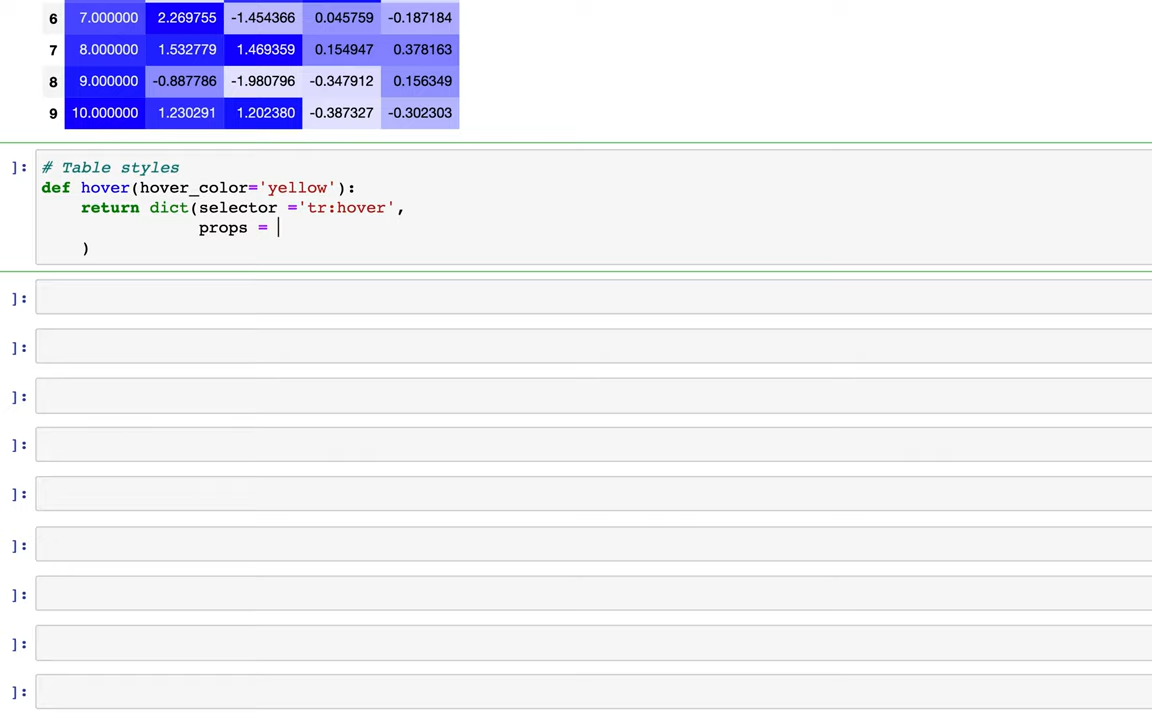 6 7.000000 2.269755 -1.454366 0.045759 -0.187184
7 8.000000 1.532779 1.469359 0.154947 0.378163
8 9.000000 -0.887786 -1.980796 -0.347912 0.156349
9 10.000000 1.230291 1.202380 -0.387327 -0.302303
]: # Table styles
def hover(hover_color='yellow'):
    return dict(selector ='tr:hover',
                props =
    )
]:
]:
]:
]:
]:
]:
]:
]:
]: